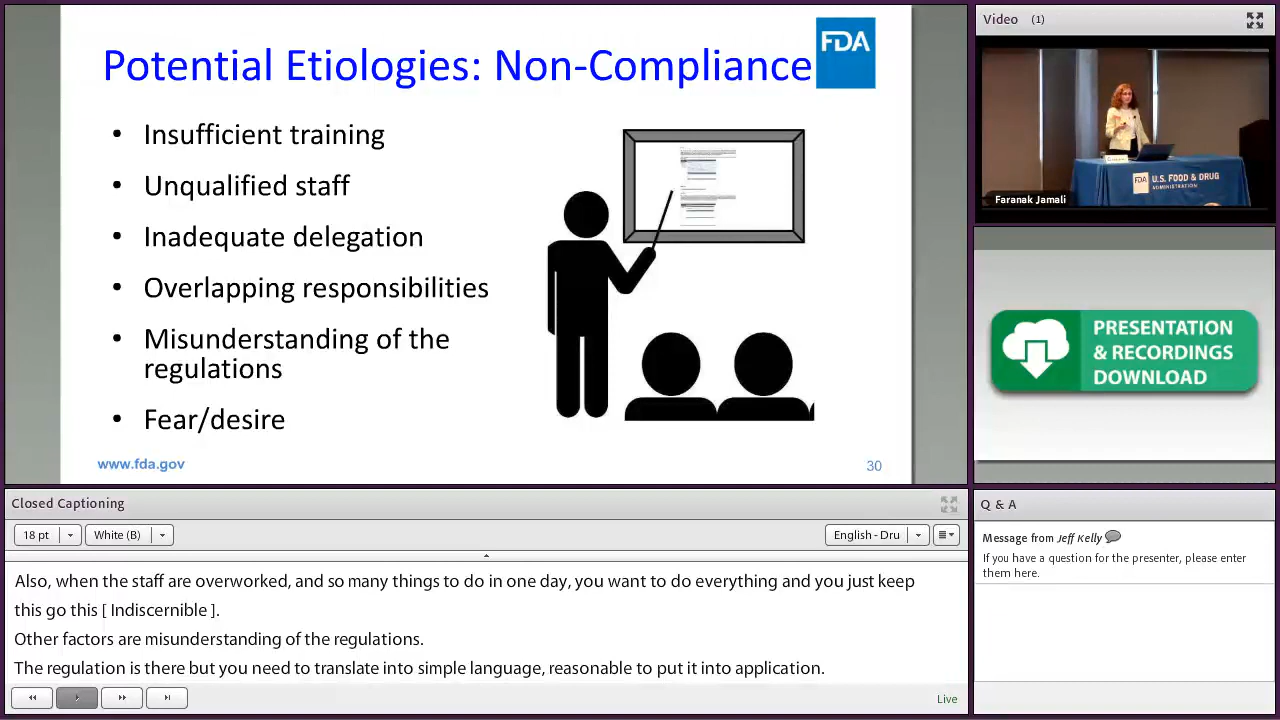 Potential Etiologies: Non-Compliance
FDA
• Insufficient training
• Unqualified staff
• Inadequate delegation
• Overlapping responsibilities
• Misunderstanding of the
regulations
• Fear/desire
www.fda.gov
30
Video (1)
FDA U.S. FOOD & DRUG
ADMINISTRATION
Faranak Jamali
PRESENTATION
& RECORDINGS
DOWNLOAD
Closed Captioning
18 pt
White (B)
English - Dru
Also, when the staff are overworked, and so many things to do in one day, you want to do everything and you just keep
this go this [ Indiscernible ].
Other factors are misunderstanding of the regulations.
The regulation is there but you need to translate into simple language, reasonable to put it into application.
Live
Q & A
Message from Jeff Kelly
If you have a question for the presenter, please enter
them here.